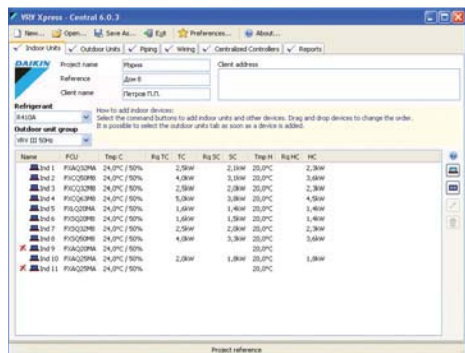 VRV Xpress - Central 6.0.3
New... Open... Save As... Exit Preferences... About...
Indoor Units Outdoor Units Piping Wiring Centralized Controllers Reports
DAIKIN Project name Мария Client address
Reference Дом 8
Client name Петров П.П.
Refrigerant
R410A
How to add indoor devices:
Select the command buttons to add indoor units and other devices. Drag and drop devices to change the order.
It is possible to select the outdoor units tab as soon as a device is added.
Outdoor unit group
VRV III 50Hz
Name FCU Tmp C Rq TC TC Rq SC SC Tmp H Rq HC HC
Ind 1 FXAQ32MA 24,0°C / 50% 2,5kW 2,1kW 20,0°C 2,3kW
Ind 2 FXCQ50M8 24,0°C / 50% 4,0kW 3,1kW 20,0°C 3,6kW
Ind 3 FXCQ32M8 24,0°C / 50% 2,5kW 2,0kW 20,0°C 2,3kW
Ind 4 FXCQ63M8 24,0°C / 50% 5,0kW 3,8kW 20,0°C 4,5kW
Ind 5 FXLQ20MA 24,0°C / 50% 1,6kW 1,4kW 20,0°C 1,4kW
Ind 6 FXSQ20M8 24,0°C / 50% 1,6kW 1,5kW 20,0°C 1,4kW
Ind 7 FXSQ32M8 24,0°C / 50% 2,5kW 2,0kW 20,0°C 2,3kW
Ind 8 FXSQ50M8 24,0°C / 50% 4,0kW 3,3kW 20,0°C 3,6kW
Ind 9 FXAQ20MA 24,0°C / 50% 20,0°C
Ind 10 FXAQ25MA 24,0°C / 50% 2,0kW 1,8kW 20,0°C 1,8kW
Ind 11 FXAQ25MA 24,0°C / 50% 20,0°C
Project reference